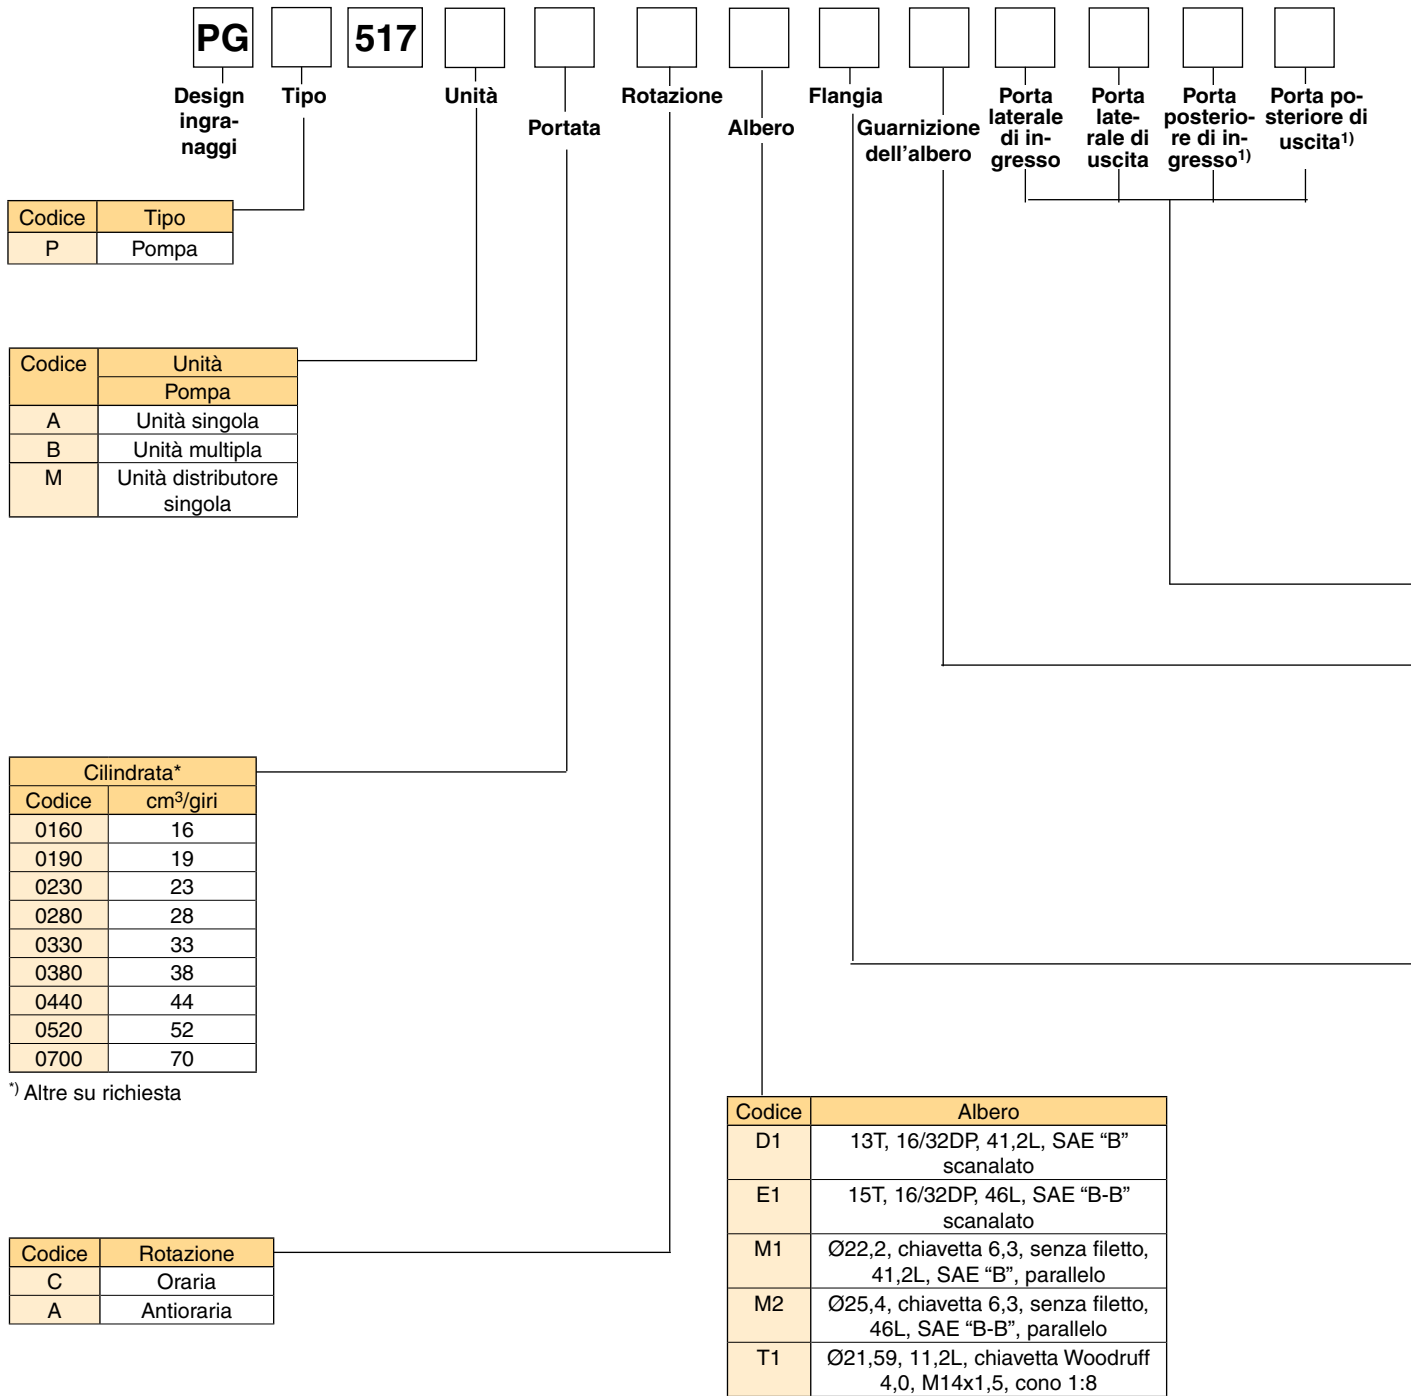 PG 517
Design
ingra-
naggi
Tipo
Unità
Portata
Rotazione
Albero
Flangia
Guarnizione
dell'albero
Porta
laterale
di in-
gresso
Porta
late-
rale di
uscita
Porta
posterio-
re di in-
gresso1)
Porta po-
steriore di
uscita1)
Codice Tipo
P Pompa
Codice Unità
Pompa
A Unità singola
B Unità multipla
M Unità distributore
singola
Cilindrata*
Codice cm³/giri
0160 16
0190 19
0230 23
0280 28
0330 33
0380 38
0440 44
0520 52
0700 70
*) Altre su richiesta
Codice Rotazione
C Oraria
A Antioraria
Codice Albero
D1 13T, 16/32DP, 41,2L, SAE “B”
scanalato
E1 15T, 16/32DP, 46L, SAE “B-B”
scanalato
M1 Ø22,2, chiavetta 6,3, senza filetto,
41,2L, SAE “B”, parallelo
M2 Ø25,4, chiavetta 6,3, senza filetto,
46L, SAE “B-B”, parallelo
T1 Ø21,59, 11,2L, chiavetta Woodruff
4,0, M14x1,5, cono 1:8